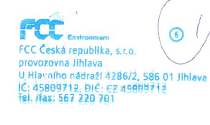 FCC
Environment
6
FCC Česká republika, s.r.o.
provozovna Jihlava
U Hlavního nádraží 4286/2, 586 01 Jihlava
IČ: 45809712, DIČ: CZ 45809712
Tel. /fax: 567 220 701